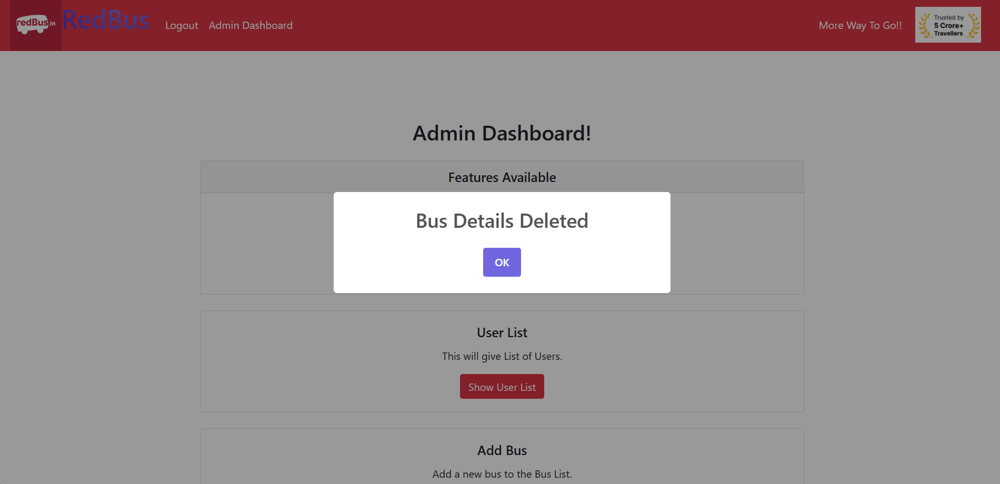 redBus.in
RedBus
Logout
Admin Dashboard
More Way To Go!!
Trusted by
5 Crore+
Travellers
Admin Dashboard!
Features Available
Bus Details Deleted
OK
User List
This will give List of Users.
Show User List
Add Bus
Add a new bus to the Bus List.